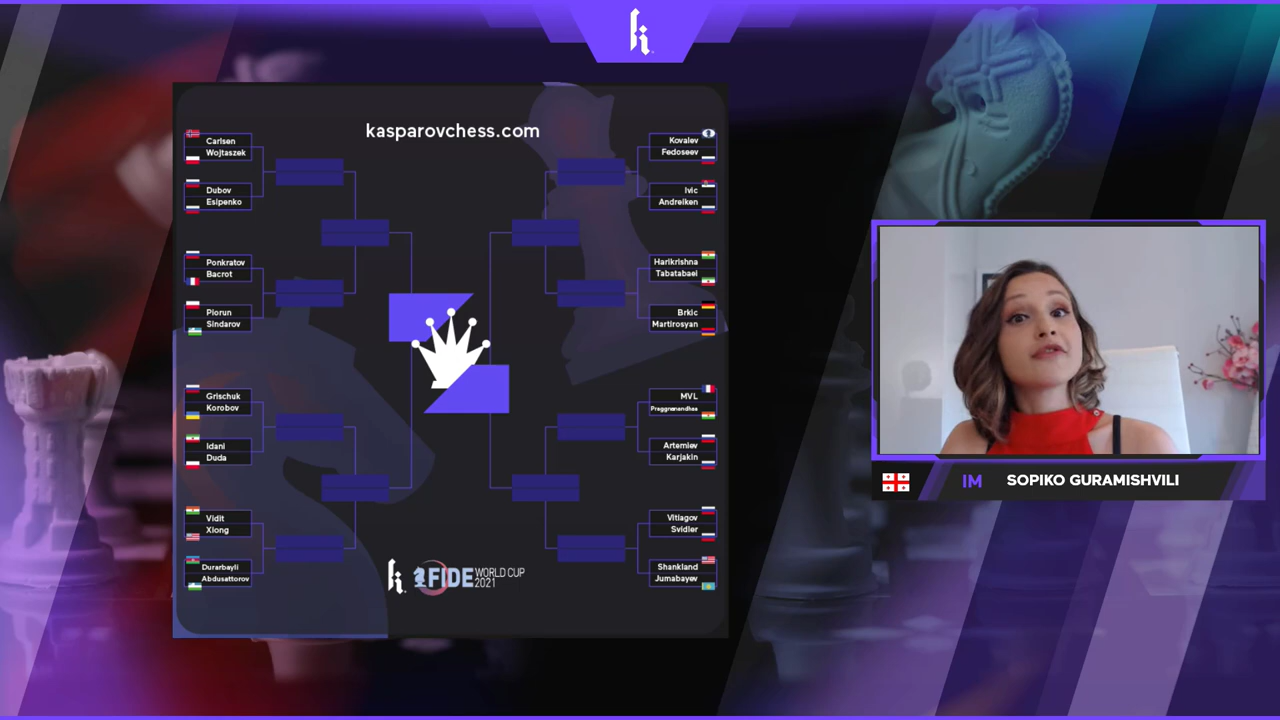 kasparovchess.com
Carlsen
Wojtaszek
Dubov
Esipenko
Ponkratov
Bacrot
Piorun
Sindarov
Grischuk
Korobov
Idani
Duda
Vidit
Xiong
Durarbayli
Abdusattorov
Kovalev
Fedoseev
Ivic
Andreiken
Harikrishna
Tabatabaei
Brkic
Martirosyan
MVL
Praggnanandhaa
Artemiev
Karjakin
Vitiugov
Svidler
Shankland
Jumabayev
FIDE WORLD CUP
2021
IM SOPIKO GURAMISHVILI